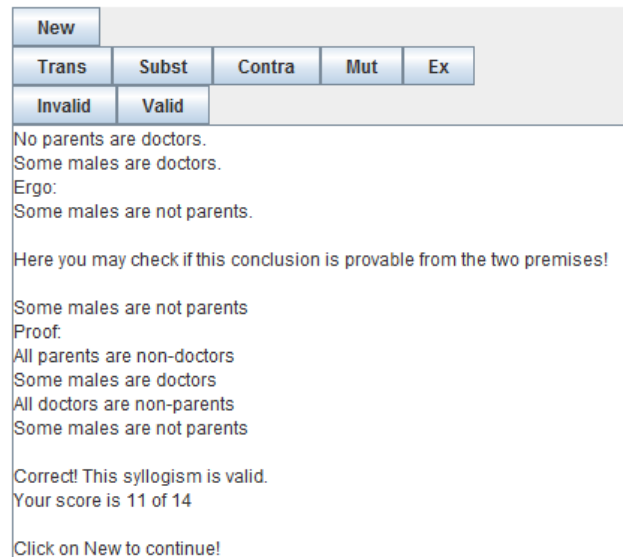 New
Trans Subst Contra Mut Ex
Invalid Valid
No parents are doctors.
Some males are doctors.
Ergo:
Some males are not parents.
Here you may check if this conclusion is provable from the two premises!
Some males are not parents
Proof:
All parents are non-doctors
Some males are doctors
All doctors are non-parents
Some males are not parents
Correct! This syllogism is valid.
Your score is 11 of 14
Click on New to continue!